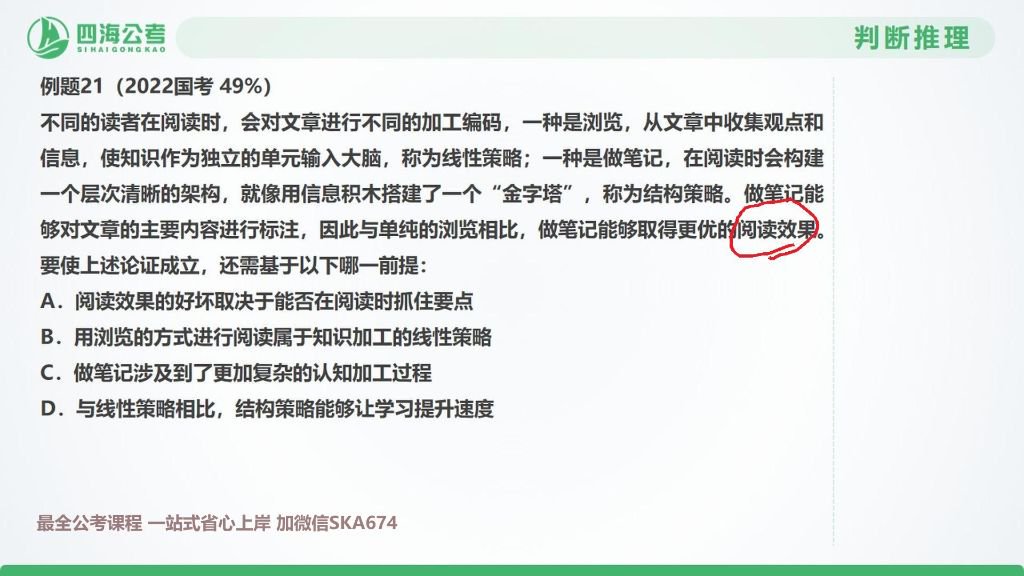 四海公考
SIHAIGONGKAO
判断推理
例题21（2022国考 49%）
不同的读者在阅读时，会对文章进行不同的加工编码，一种是浏览，从文章中收集观点和
信息，使知识作为独立的单元输入大脑，称为线性策略；一种是做笔记，在阅读时会构建
一个层次清晰的架构，就像用信息积木搭建了一个“金字塔”，称为结构策略。做笔记能
够对文章的主要内容进行标注，因此与单纯的浏览相比，做笔记能够取得更优的阅读效果。
要使上述论证成立，还需基于以下哪一前提：
A．阅读效果的好坏取决于能否在阅读时抓住要点
B．用浏览的方式进行阅读属于知识加工的线性策略
C．做笔记涉及到了更加复杂的认知加工过程
D．与线性策略相比，结构策略能够让学习提升速度
最全公考课程 一站式省心上岸 加微信SKA674